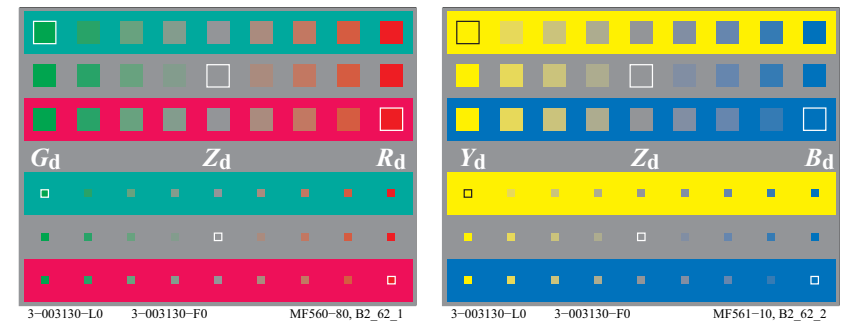 Gd Zd Rd
3−003130−L0 3−003130−F0 MF560−80, B2_62_1
Yd Zd Bd
3−003130−L0 3−003130−F0 MF561−10, B2_62_2